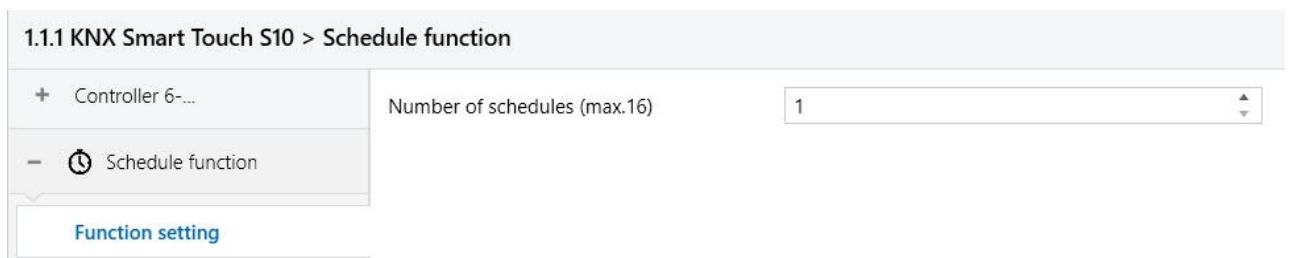 1.1.1 KNX Smart Touch S10 > Schedule function
+ Controller 6-...
Number of schedules (max.16) 1
− Schedule function
Function setting